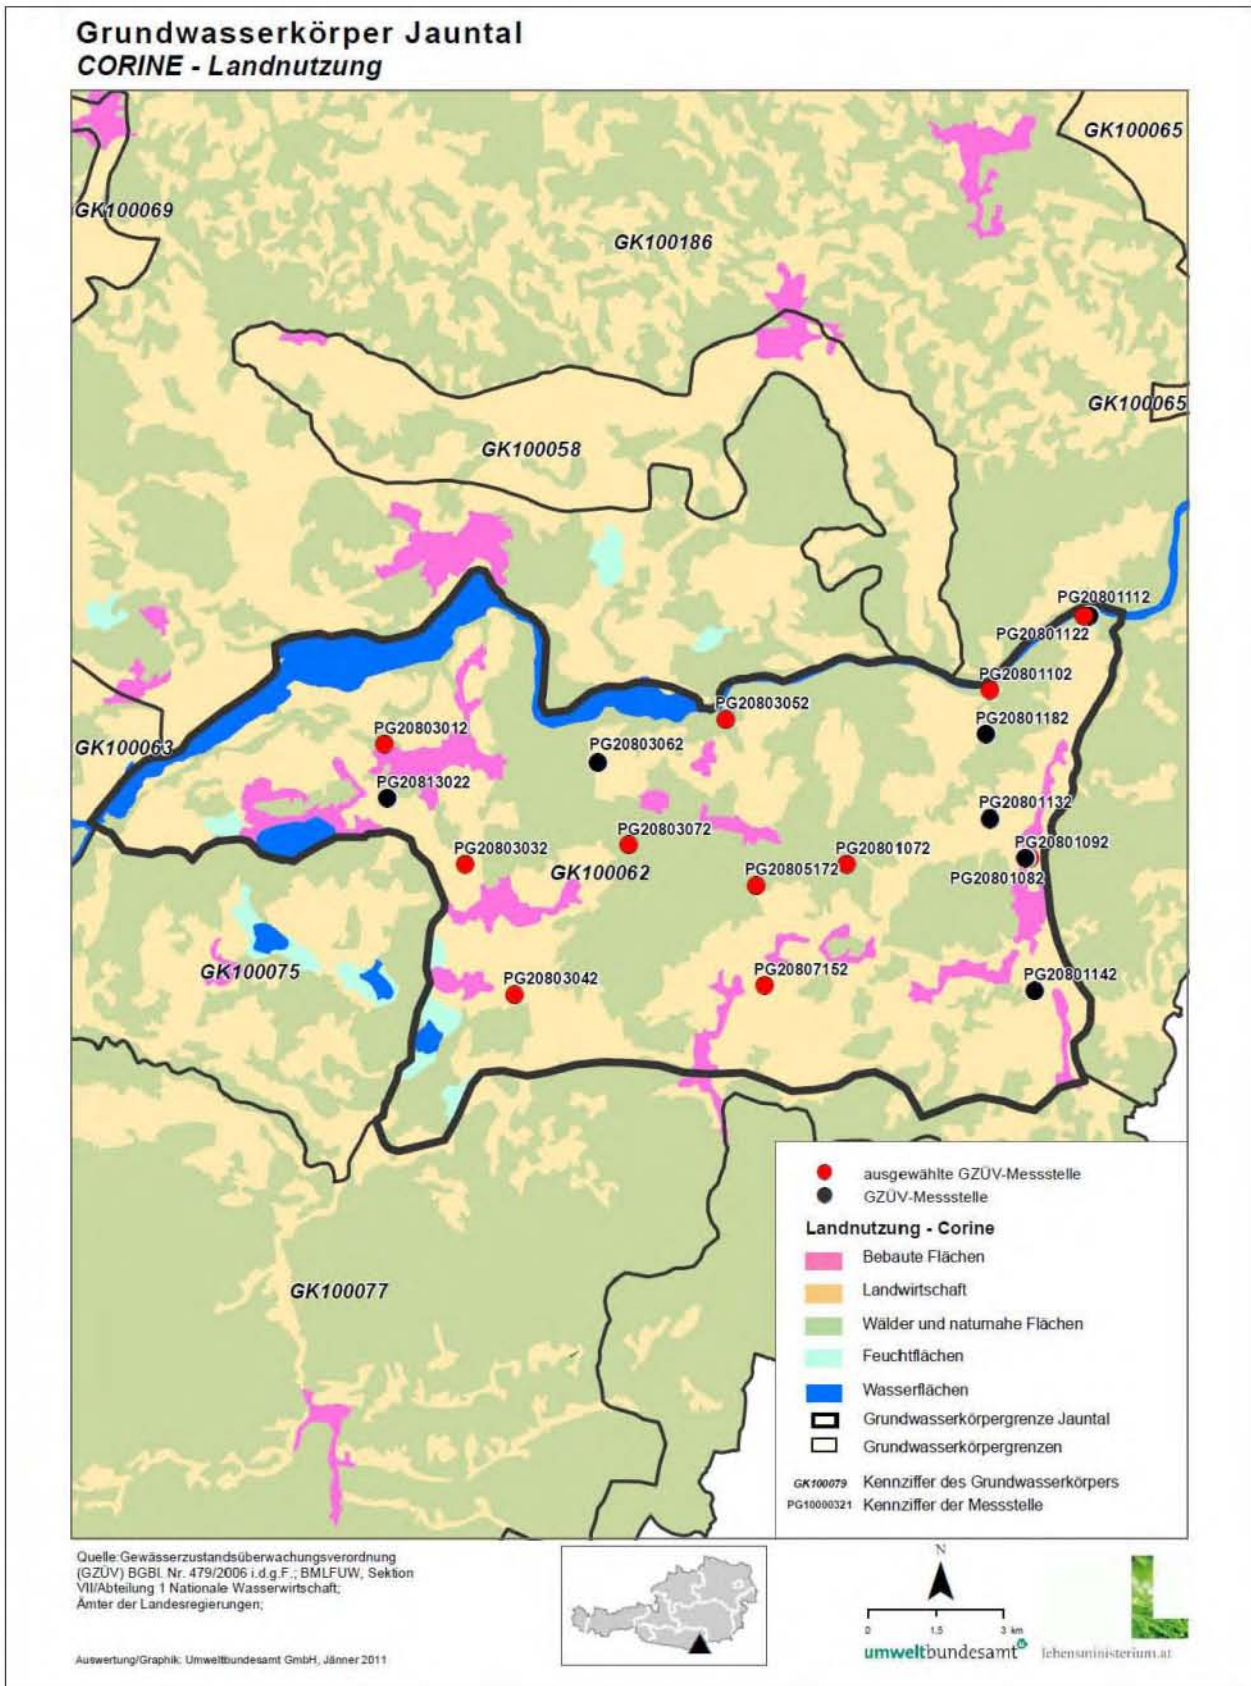 Grundwasserkörper Jauntal
CORINE - Landnutzung
GK100065
GK100069
GK100186
GK100065
GK100058
PG20801112
PG20801122
PG20801102
PG20803052
PG20801182
PG20803012
GK100063
PG20803062
PG20813022
PG20801132
PG20803072
PG20801092
PG20803032
PG20801072
GK100062
PG20805172
PG20801082
GK100075
PG20803042
PG20807152
PG20801142
GK100077
ausgewählte GZÜV-Messstelle
GZÜV-Messstelle
Landnutzung - Corine
Bebaute Flächen
Landwirtschaft
Wälder und naturnahe Flächen
Feuchtflächen
Wasserflächen
Grundwasserkörpergrenze Jauntal
Grundwasserkörpergrenzen
GK100079 Kennziffer des Grundwasserkörpers
PG10000321 Kennziffer der Messstelle
Quelle:Gewässerzustandsüberwachungsverordnung
(GZÜV) BGBl. Nr. 479/2006 i.d.g.F.; BMLFUW, Sektion
VII/Abteilung 1 Nationale Wasserwirtschaft;
Ämter der Landesregierungen;
Auswertung/Graphik: Umweltbundesamt GmbH, Jänner 2011
N
0 1,5 3 km
umweltbundesamt
lebensministerium.at